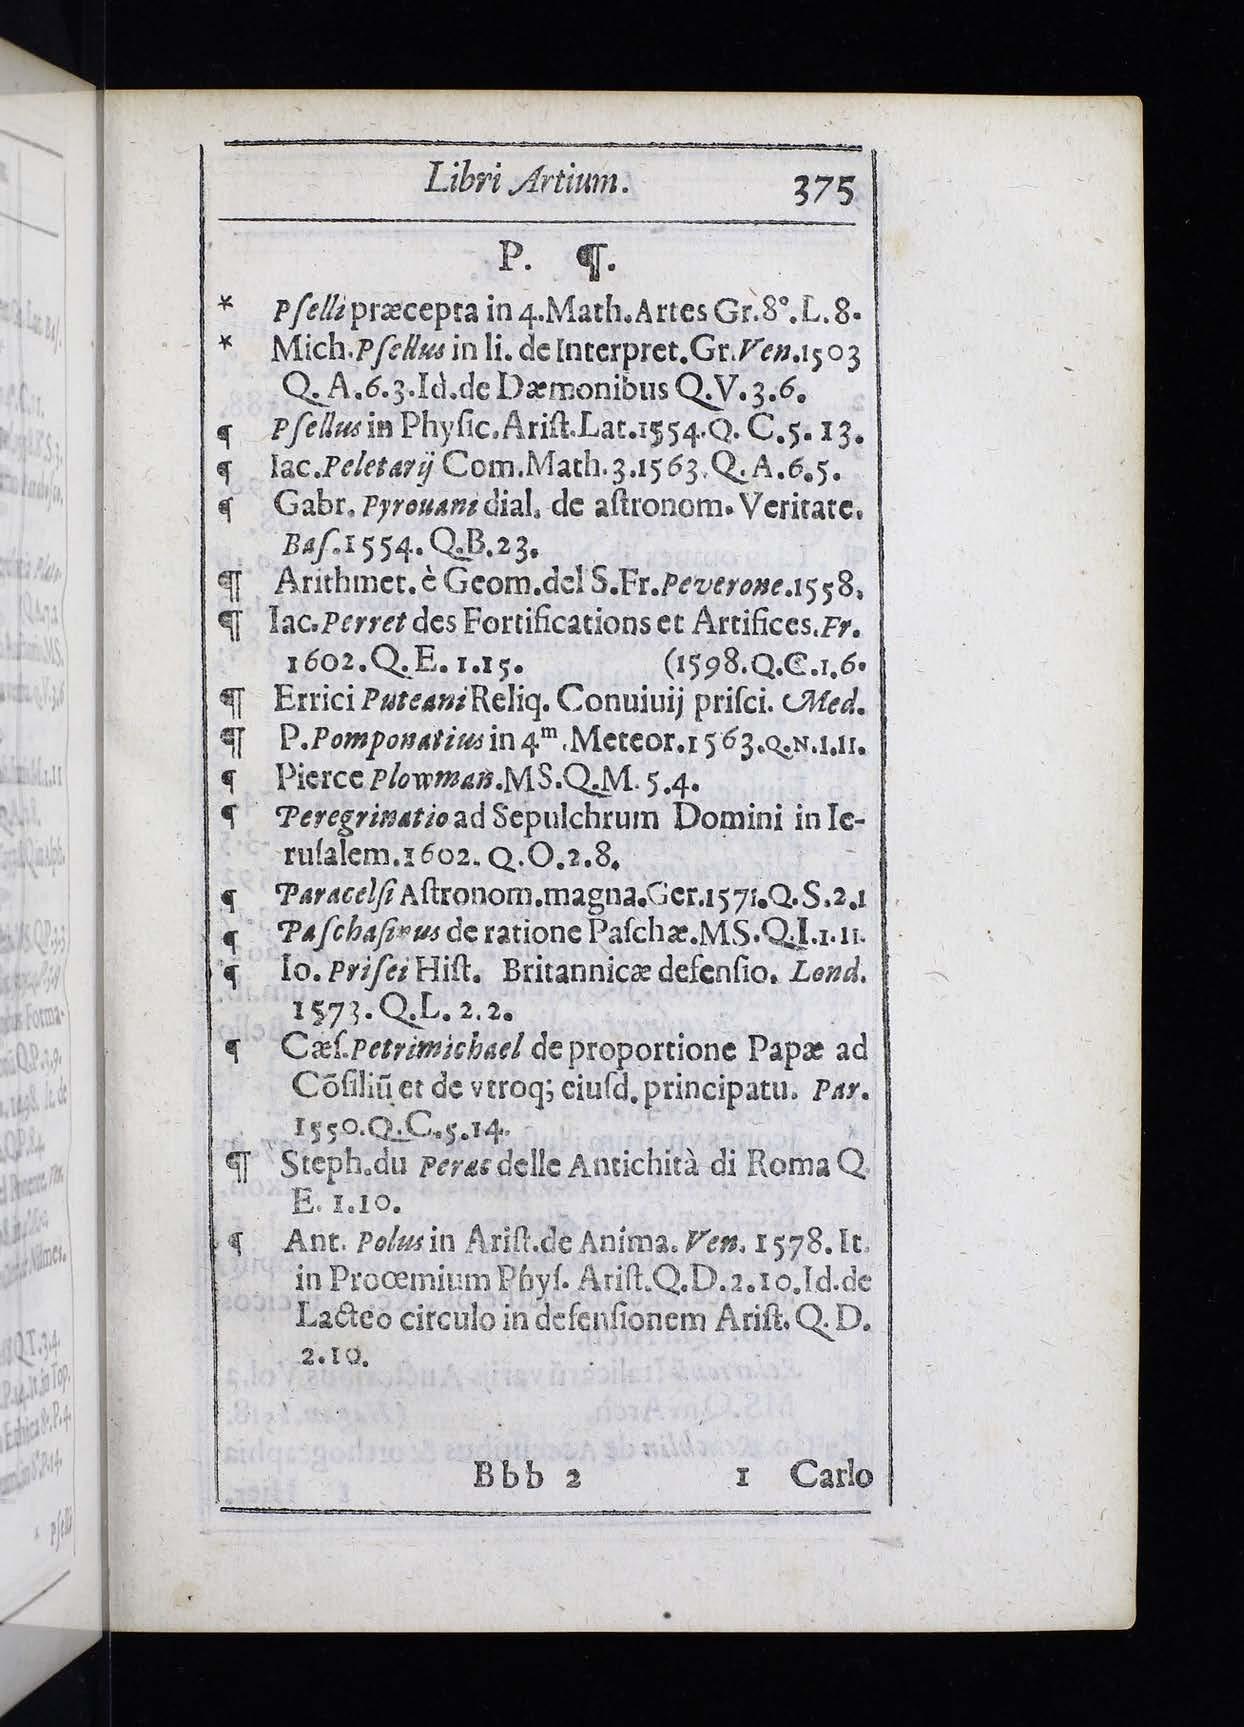 Libri Artium. 375
P. ¶.
* Pſelli præcepta in 4.Math.Artes Gr.8°.L.8.
* Mich.Pſellus in li. de Interpret.Gr.Ven.1503
Q.A.6.3.Id.de Dæmonibus Q.V.3.6.
¶ Pſellus in Phyſic.Ariſt.Lat.1554.Q.C.5.13.
¶ Iac.Peletarij Com.Math.3.1563.Q.A.6.5.
¶ Gabr. Pyrouani dial. de aſtronom. Veritate.
Baſ.1554.Q.B.23.
¶ Arithmet.è Geom.del S.Fr.Peverone.1558.
¶ Iac.Perret des Fortifications et Artifices.Fr.
1602.Q.E.1.15. (1598.Q.C.1.6.
¶ Errici Puteani Reliq. Conuiuij priſci. Med.
¶ P.Pomponatius in 4m.Meteor.1563.Q.N.1.11.
¶ Pierce Plowman.MS.Q.M.5.4.
¶ Peregrinatio ad Sepulchrum Domini in Ie-
ruſalem.1602.Q.O.2.8.
¶ Paracelſi Aſtronom.magna.Ger.1571.Q.S.2.1
¶ Paſchaſinus de ratione Paſchæ.MS.Q.I.1.11.
¶ Io. Priſei Hiſt. Britannicæ defenſio. Lond.
1573.Q.L.2.2.
¶ Cæſ.Petrimichael de proportione Papæ ad
Cõſiliũ et de vtroq; eiuſd.principatu. Par.
1550.Q.C.5.14.
¶ Steph.du Perac delle Antichità di Roma Q.
E.1.10.
¶ Ant. Polus in Ariſt.de Anima. Ven. 1578. It.
in Procemium Phyſ. Ariſt.Q.D.2.10.Id.de
Lacteo circulo in defenſionem Ariſt.Q.D.
2.10.
Bbb 2 1 Carlo